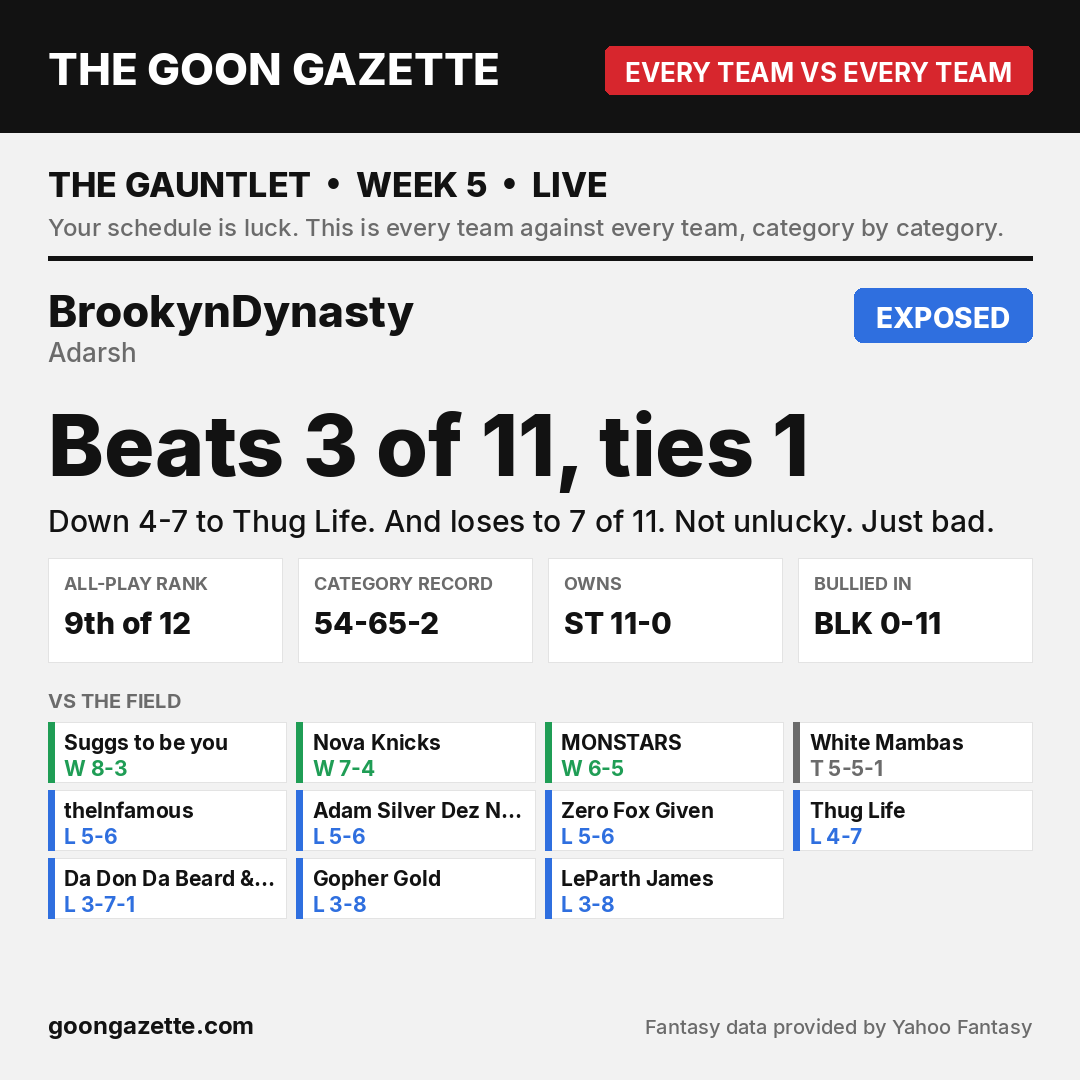 THE GOON GAZETTE
EVERY TEAM VS EVERY TEAM
THE GAUNTLET • WEEK 5 • LIVE
Your schedule is luck. This is every team against every team, category by category.
BrookynDynasty
EXPOSED
Adarsh
Beats 3 of 11, ties 1
Down 4-7 to Thug Life. And loses to 7 of 11. Not unlucky. Just bad.
ALL-PLAY RANK
9th of 12
CATEGORY RECORD
54-65-2
OWNS
ST 11-0
BULLIED IN
BLK 0-11
VS THE FIELD
Suggs to be you
W 8-3
Nova Knicks
W 7-4
MONSTARS
W 6-5
White Mambas
T 5-5-1
theInfamous
L 5-6
Adam Silver Dez N...
L 5-6
Zero Fox Given
L 5-6
Thug Life
L 4-7
Da Don Da Beard &...
L 3-7-1
Gopher Gold
L 3-8
LeParth James
L 3-8
goongazette.com
Fantasy data provided by Yahoo Fantasy